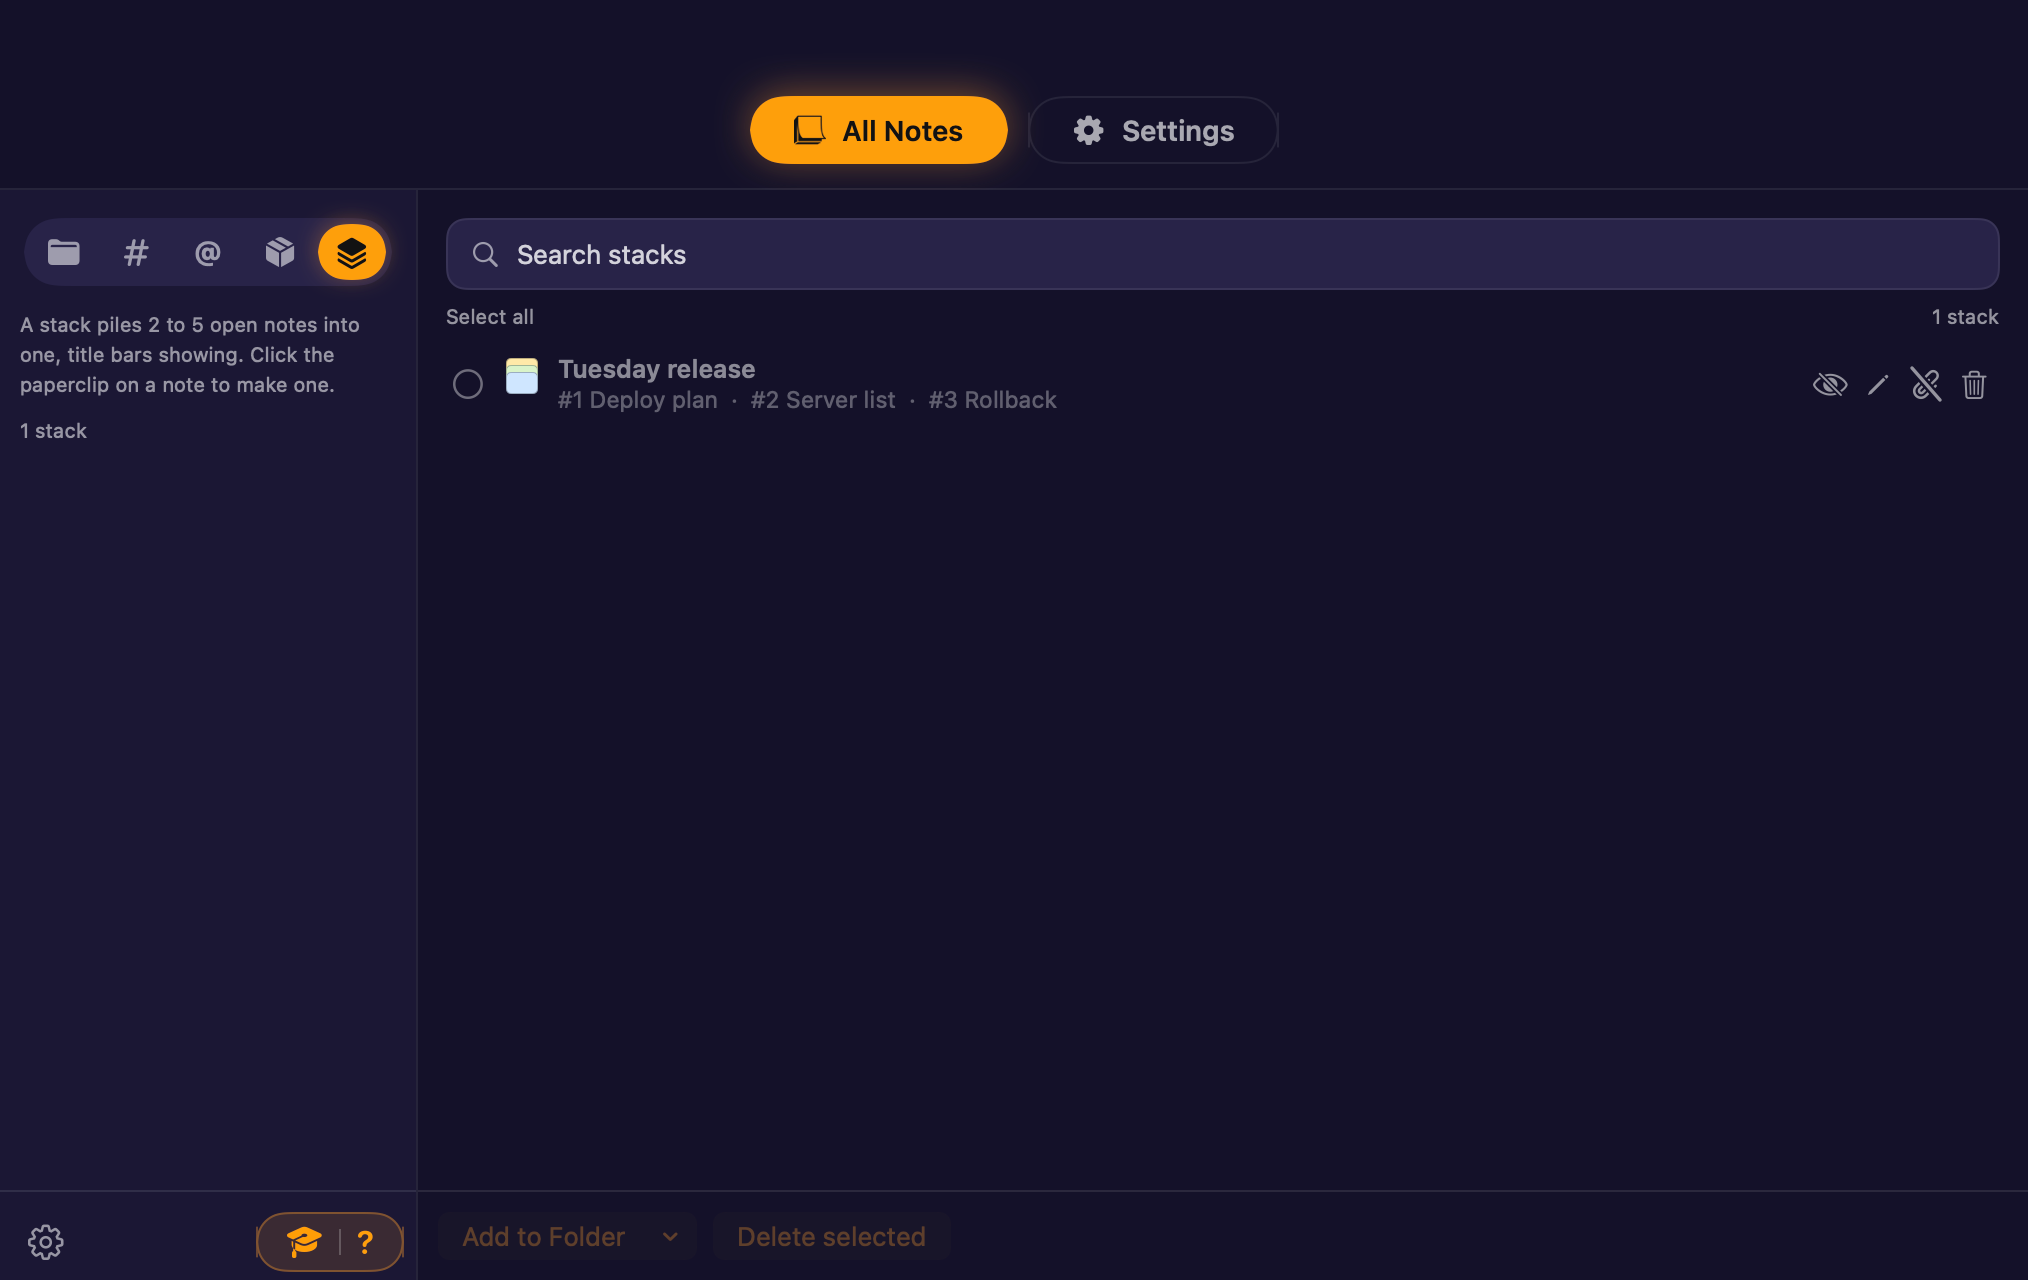 All Notes
Settings
#
@
A stack piles 2 to 5 open notes into
one, title bars showing. Click the
paperclip on a note to make one.
1 stack
Search stacks
Select all
1 stack
Tuesday release
#1 Deploy plan · #2 Server list · #3 Rollback
?
Add to Folder
Delete selected